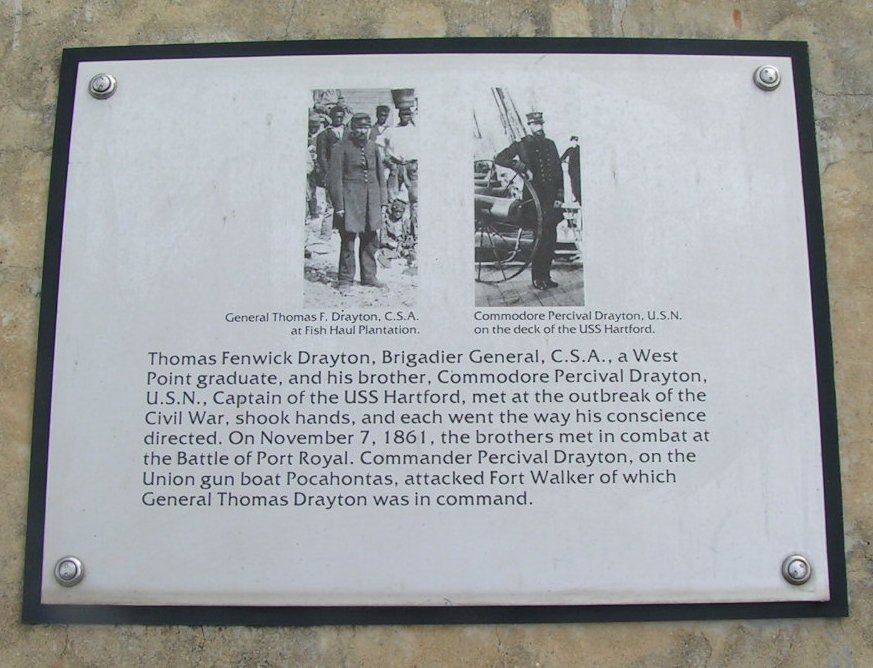 General Thomas F. Drayton, C.S.A.
at Fish Haul Plantation.
Commodore Percival Drayton, U.S.N.
on the deck of the USS Hartford.
Thomas Fenwick Drayton, Brigadier General, C.S.A., a West
Point graduate, and his brother, Commodore Percival Drayton,
U.S.N., Captain of the USS Hartford, met at the outbreak of the
Civil War, shook hands, and each went the way his conscience
directed. On November 7, 1861, the brothers met in combat at
the Battle of Port Royal. Commander Percival Drayton, on the
Union gun boat Pocahontas, attacked Fort Walker of which
General Thomas Drayton was in command.